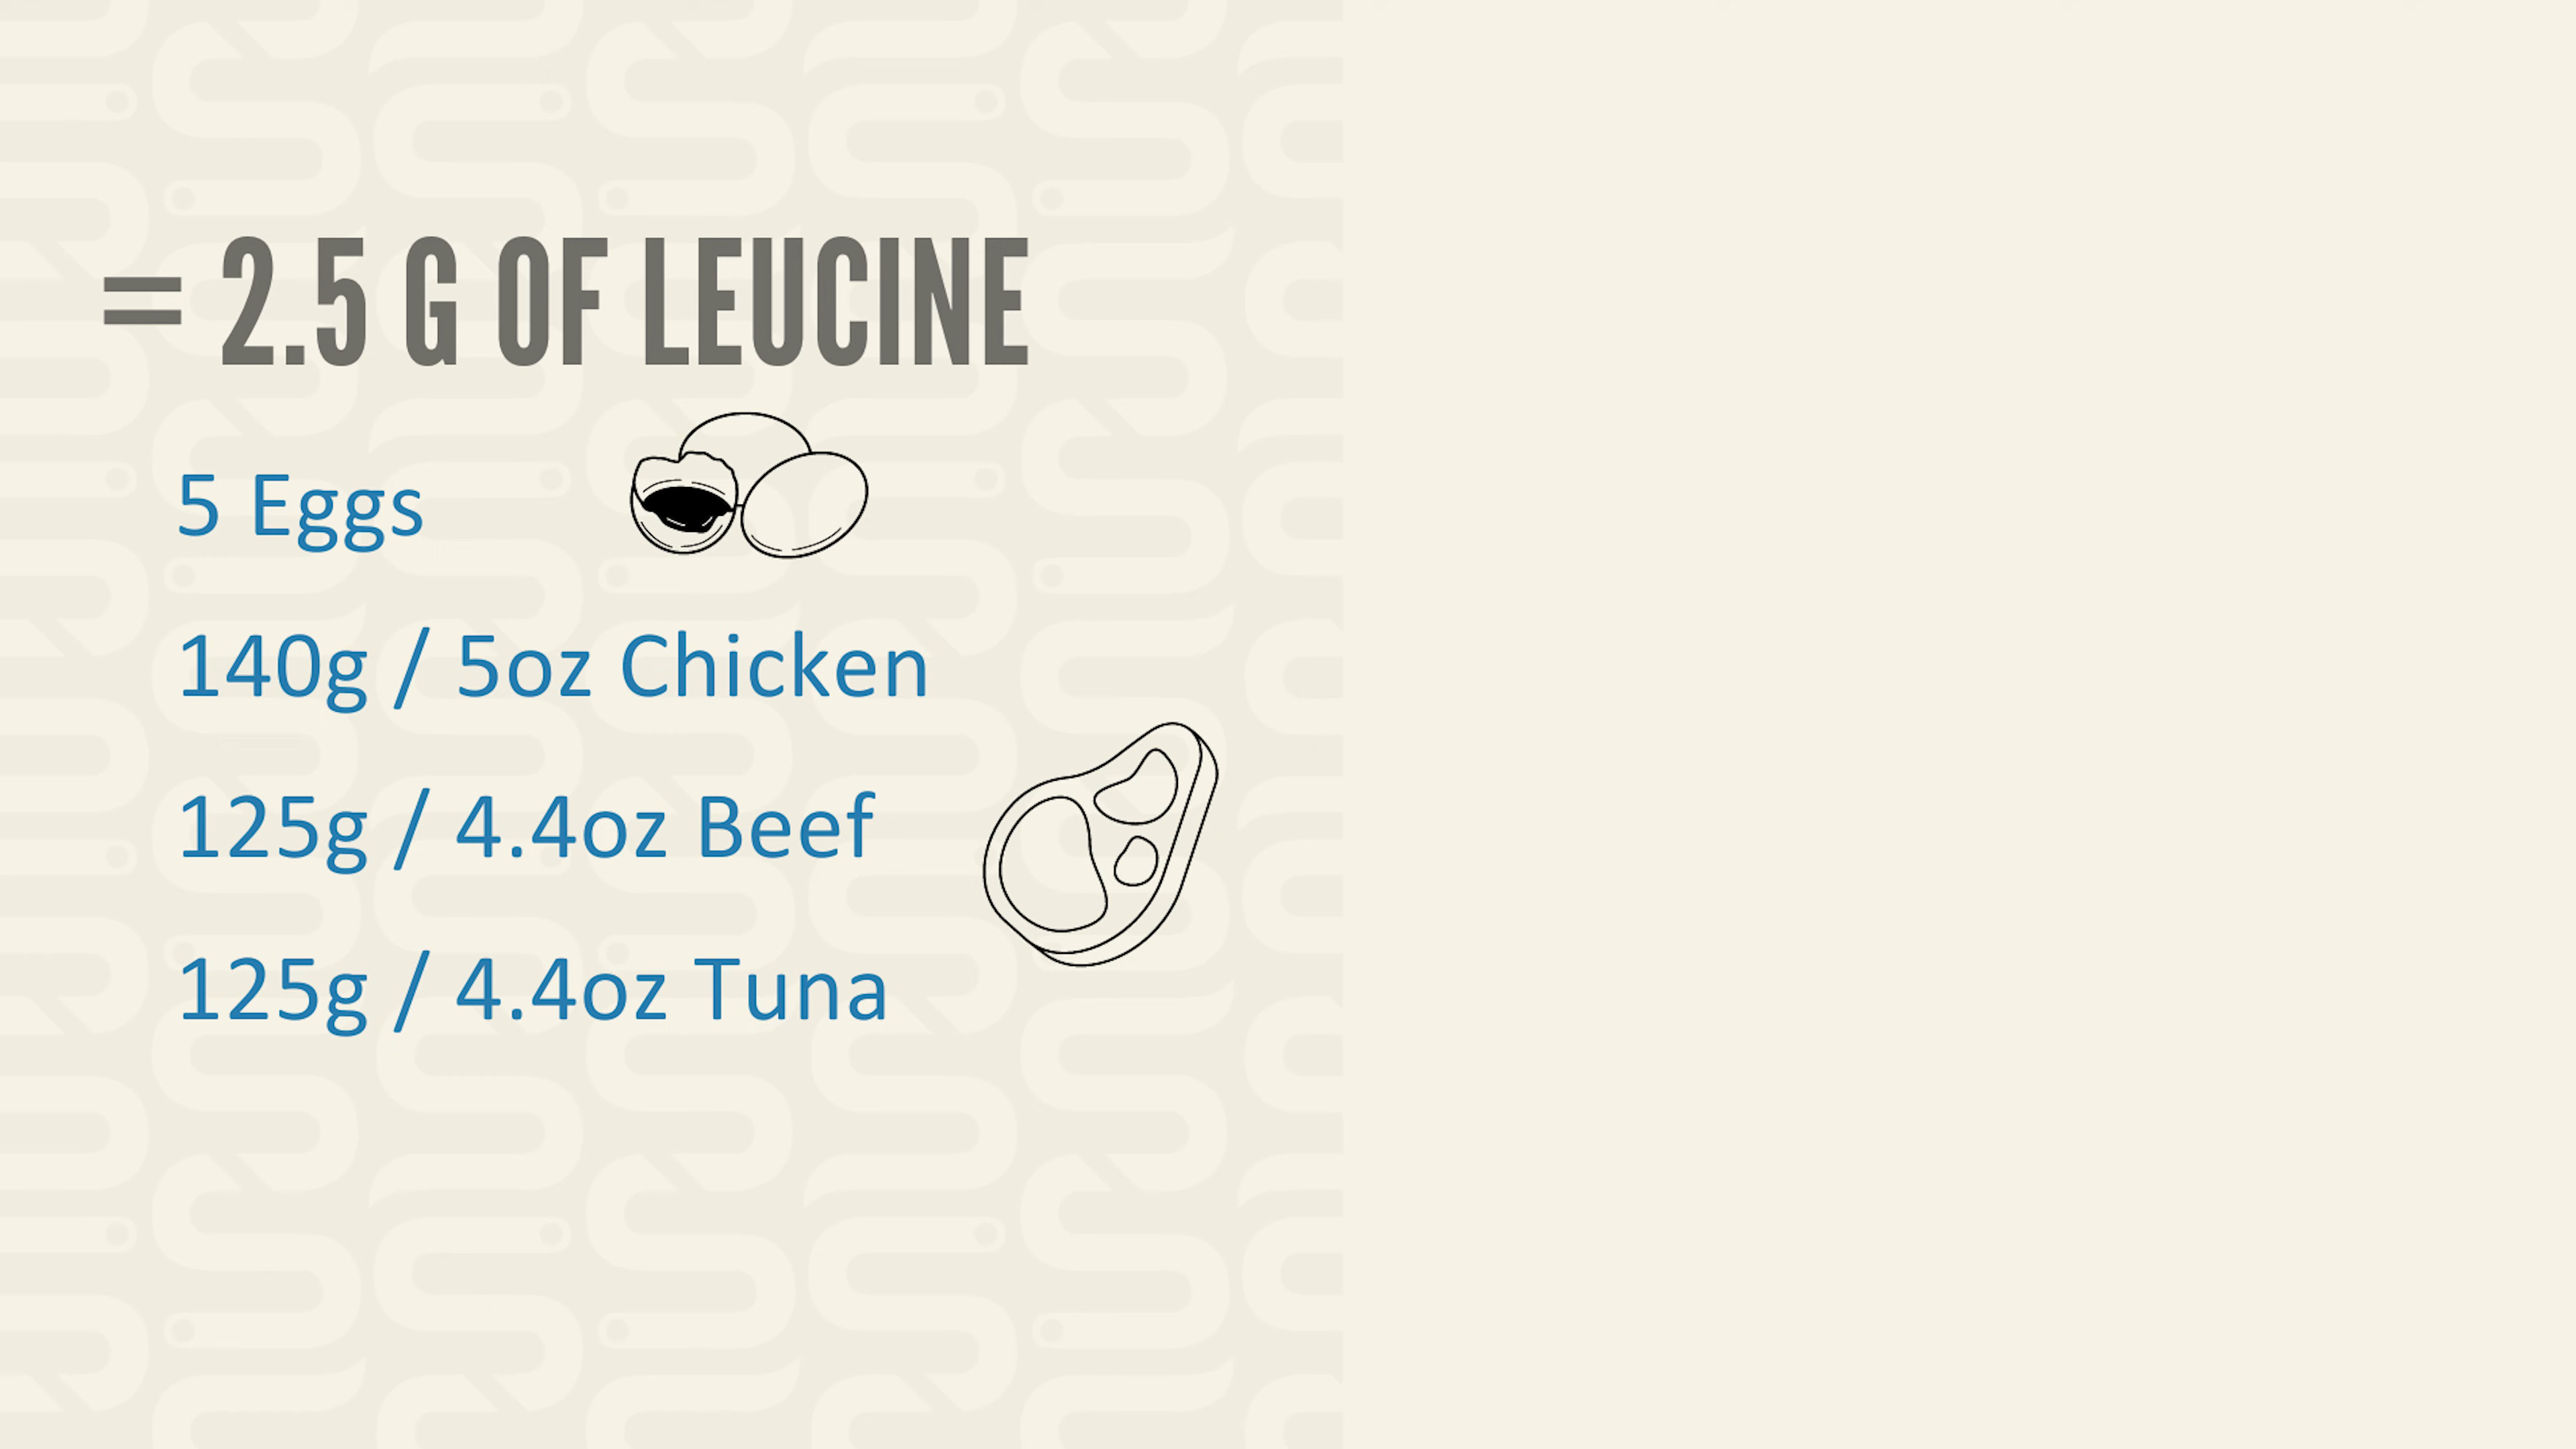 = 2.5 G OF LEUCINE
5 Eggs
140g / 5oz Chicken
125g / 4.4oz Beef
125g / 4.4oz Tuna